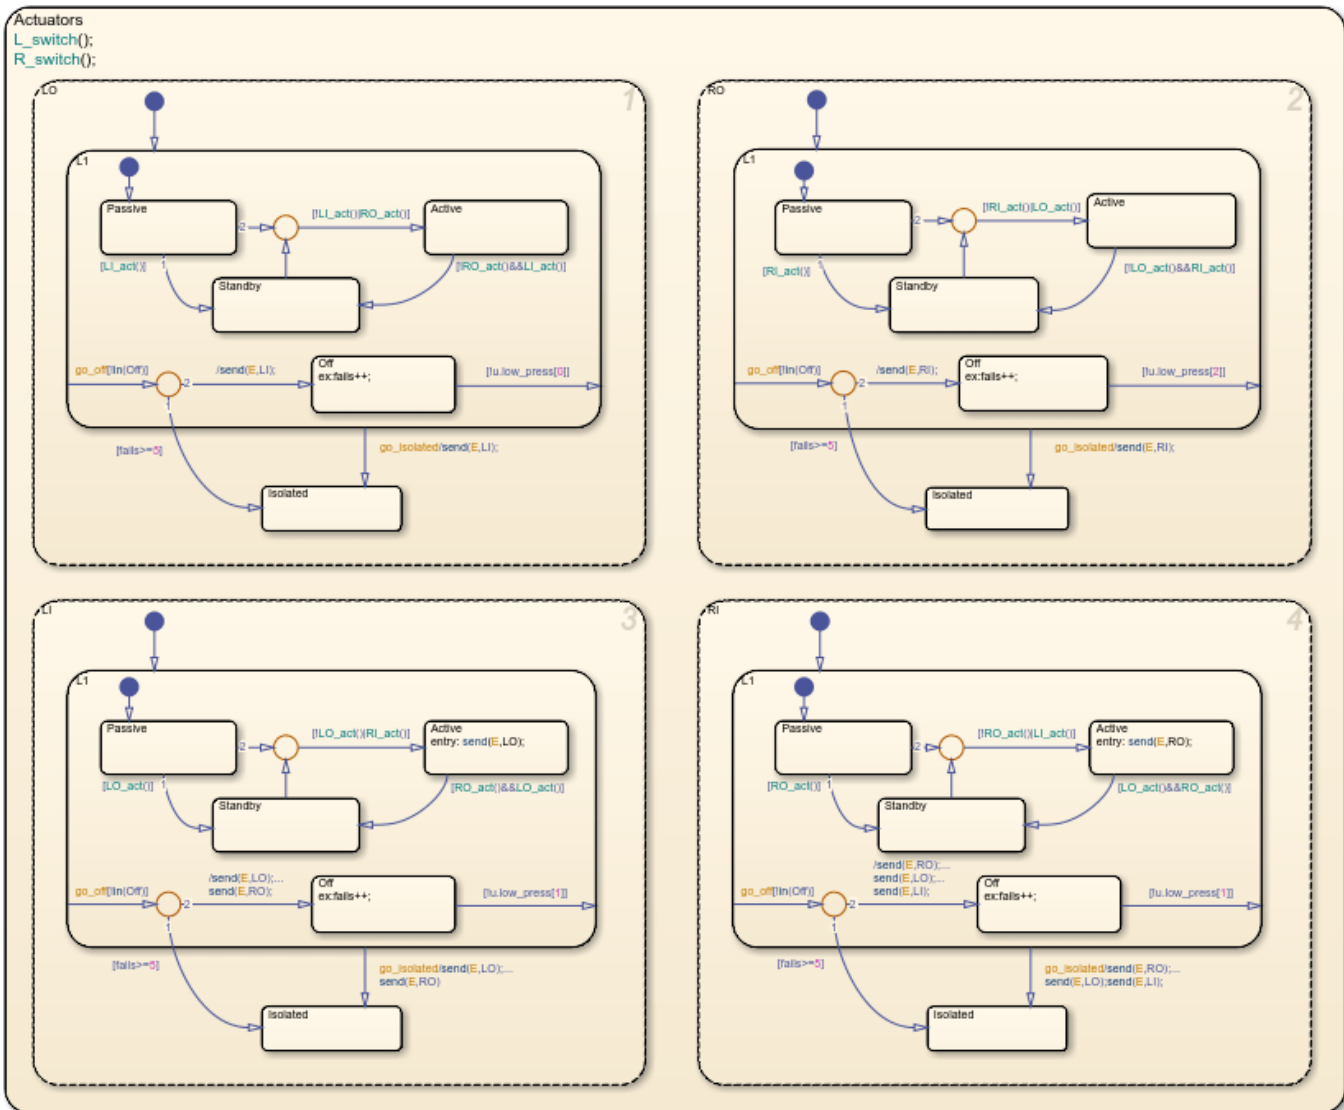 Actuators
L_switch();
R_switch();
LO
1
L1
Passive
2
[!LI_act()|RO_act()]
Active
[LI_act()]
1
[!RO_act()&&LI_act()]
Standby
go_off[!in(Off)]
2
/send(E,LI);
Off
ex:fails++;
[!u.low_press[0]]
1
[fails>=5]
go_isolated/send(E,LI);
Isolated
RO
2
L1
Passive
2
[!RI_act()|LO_act()]
Active
[RI_act()]
1
[!LO_act()&&RI_act()]
Standby
go_off[!in(Off)]
2
/send(E,RI);
Off
ex:fails++;
[!u.low_press[2]]
1
[fails>=5]
go_isolated/send(E,RI);
Isolated
LI
3
L1
Passive
2
[!LO_act()|RI_act()]
Active
entry: send(E,LO);
[LO_act()]
1
[RO_act()&&LO_act()]
Standby
go_off[!in(Off)]
2
/send(E,LO);...
send(E,RO);
Off
ex:fails++;
[!u.low_press[1]]
1
[fails>=5]
go_isolated/send(E,LO);...
send(E,RO)
Isolated
RI
4
L1
Passive
2
[!RO_act()|LI_act()]
Active
entry: send(E,RO);
[RO_act()]
1
[LO_act()&&RO_act()]
Standby
go_off[!in(Off)]
2
/send(E,RO);...
send(E,LO);...
send(E,LI);
Off
ex:fails++;
[!u.low_press[1]]
1
[fails>=5]
go_isolated/send(E,RO);...
send(E,LO);send(E,LI);
Isolated